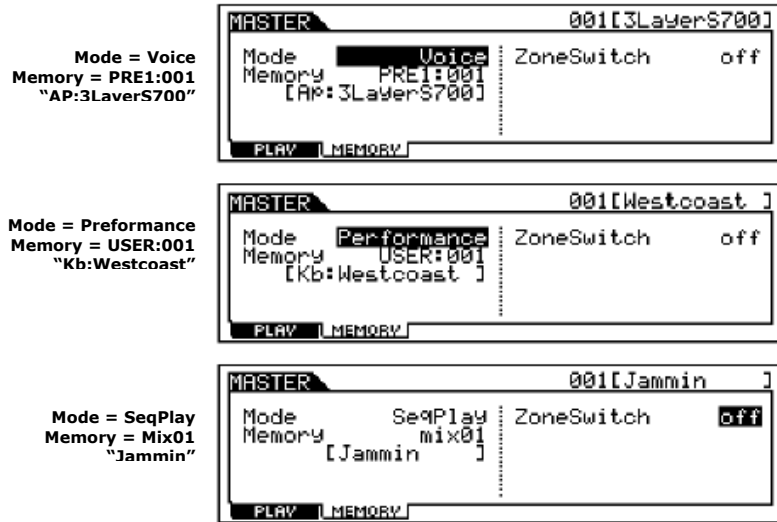 Mode = Voice
Memory = PRE1:001
“AP:3LayerS700”
MASTER 001[3LayerS700]
Mode Voice ZoneSwitch off
Memory PRE1:001
[AP:3LayerS700]
PLAY MEMORY
Mode = Preformance
Memory = USER:001
“Kb:Westcoast”
MASTER 001[Westcoast ]
Mode Performance ZoneSwitch off
Memory USER:001
[Kb:Westcoast ]
PLAY MEMORY
Mode = SeqPlay
Memory = Mix01
“Jammin”
MASTER 001[Jammin ]
Mode SeqPlay ZoneSwitch off
Memory mix01
[Jammin ]
PLAY MEMORY